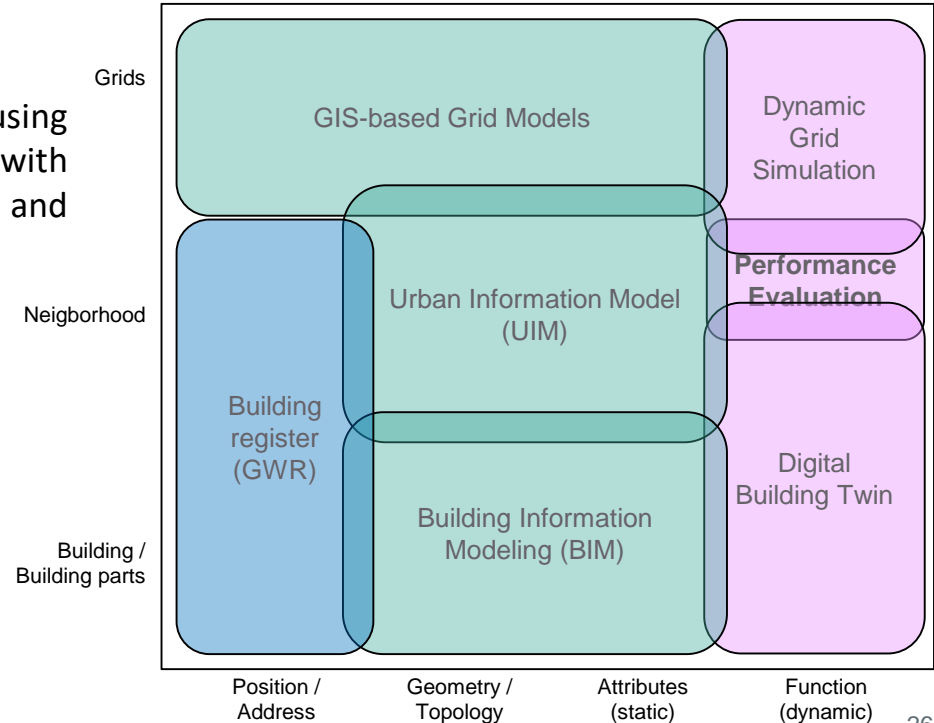 Grids
using
with
and
GIS-based Grid Models
Dynamic
Grid
Simulation
Neigborhood
Urban Information Model
(UIM)
Performance
Evaluation
Building
register
(GWR)
Digital
Building Twin
Building Information
Modeling (BIM)
Building /
Building parts
Position /
Address
Geometry /
Topology
Attributes
(static)
Function
(dynamic)
26